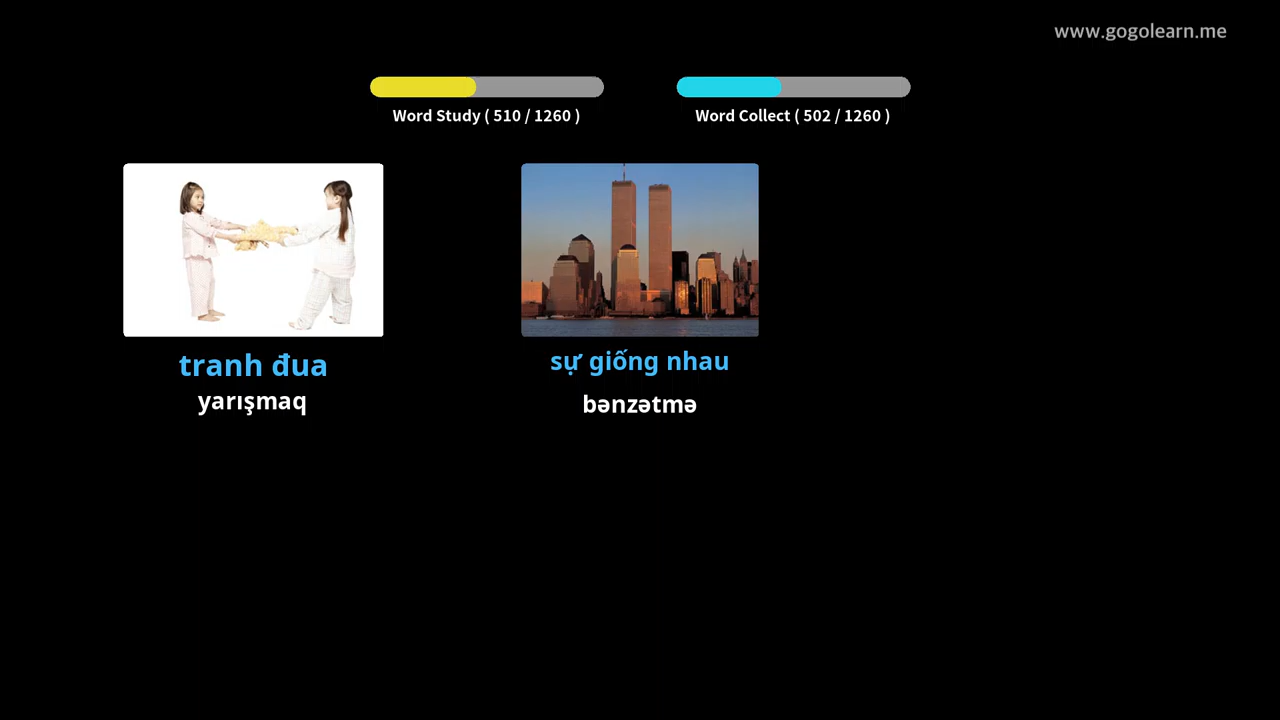 www.gogolearn.me
Word Study ( 510 / 1260 )
Word Collect ( 502 / 1260 )
tranh đua
yarışmaq
sự giống nhau
bənzətmə